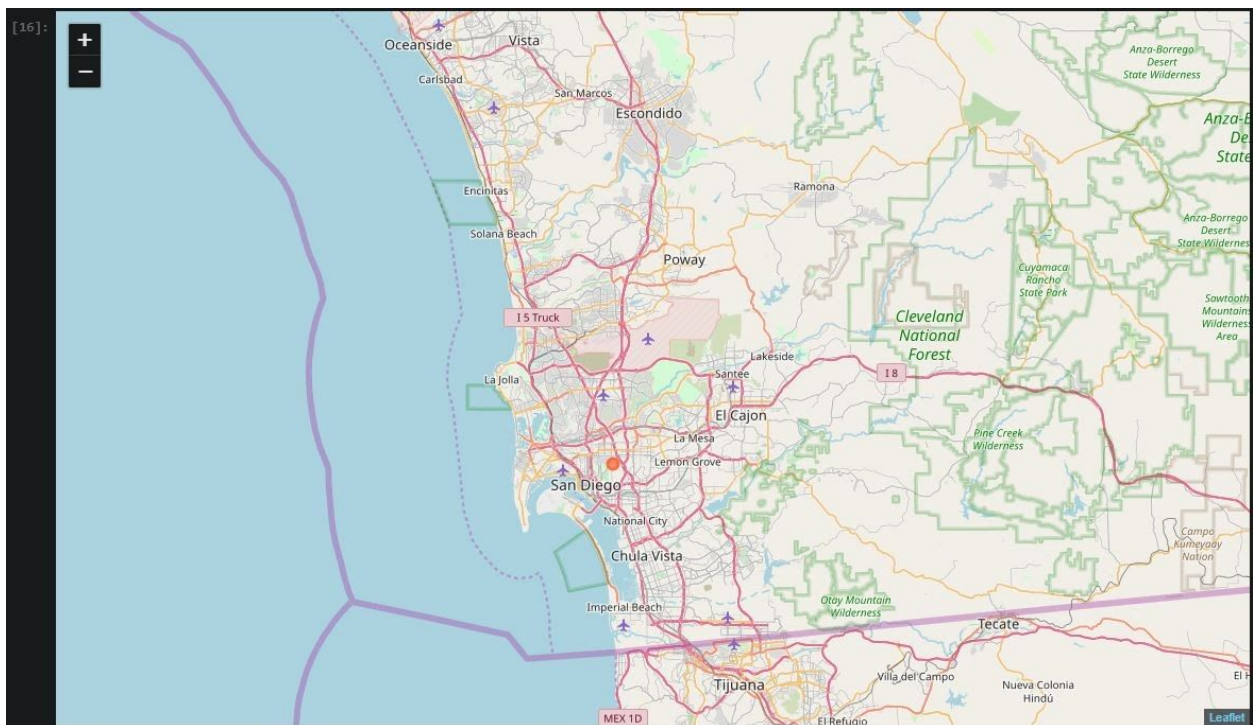 [16]:
+
−
Oceanside
Vista
Carlsbad
San Marcos
Escondido
Anza-Borrego
Desert
State Wilderness
Anza-B
De
State
Encinitas
Ramona
Solana Beach
Anza-Borrego
Desert
State Wilderness
Poway
Cuyamaca
Rancho
State Park
Sawtooth
Mountains
Wilderness
Area
I 5 Truck
Cleveland
National
Forest
Lakeside
La Jolla
Santee
I 8
El Cajon
La Mesa
Pine Creek
Wilderness
Lemon Grove
San Diego
National City
Chula Vista
Campo
Kumeyaay
Nation
Imperial Beach
Otay Mountain
Wilderness
Tecate
Tijuana
Villa del Campo
Nueva Colonia
Hindú
El H
MEX 1D
El Refugio
Leaflet